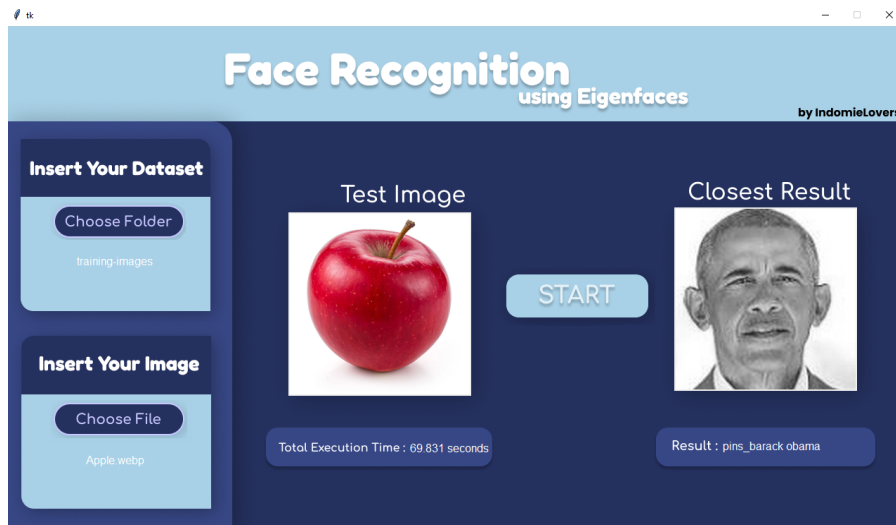 tk
Face Recognition
using Eigenfaces
by IndomieLovers
Insert Your Dataset
Choose Folder
training-images
Insert Your Image
Choose File
Apple.webp
Test Image
START
Closest Result
Total Execution Time : 69.831 seconds
Result : pins_barack obama